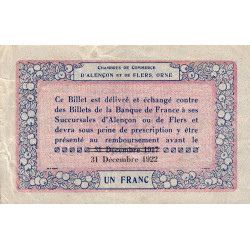 CHAMBRES DE COMMERCE
D'ALENÇON ET DE FLERS, ORNE
Ce Billet est délivré et échangé contre
des Billets de la Banque de France à ses
Succursales d'Alençon ou de Flers et
devra sous peine de prescription y être
présenté au remboursement avant le
31 Décembre 1917
31 Décembre 1922
UN FRANC